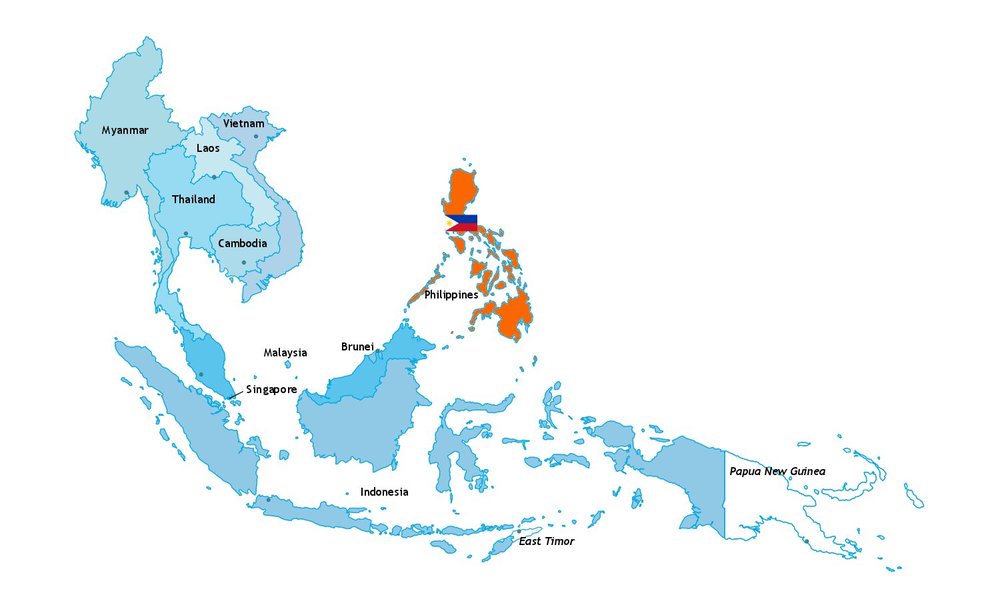 Vietnam
Myanmar
Laos
Thailand
Cambodia
Philippines
Brunei
Malaysia
Singapore
Papua New Guinea
Indonesia
East Timor